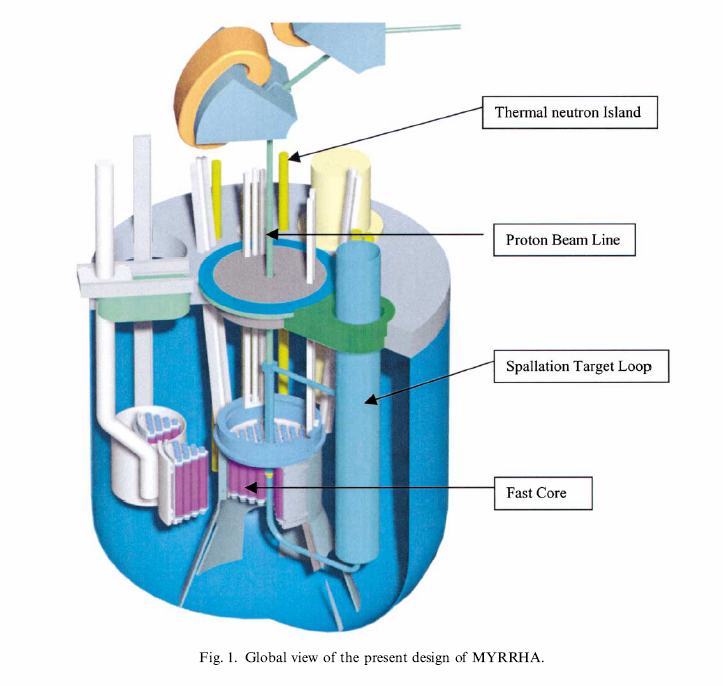 Thermal neutron Island
Proton Beam Line
Spallation Target Loop
Fast Core
Fig. 1. Global view of the present design of MYRRHA.